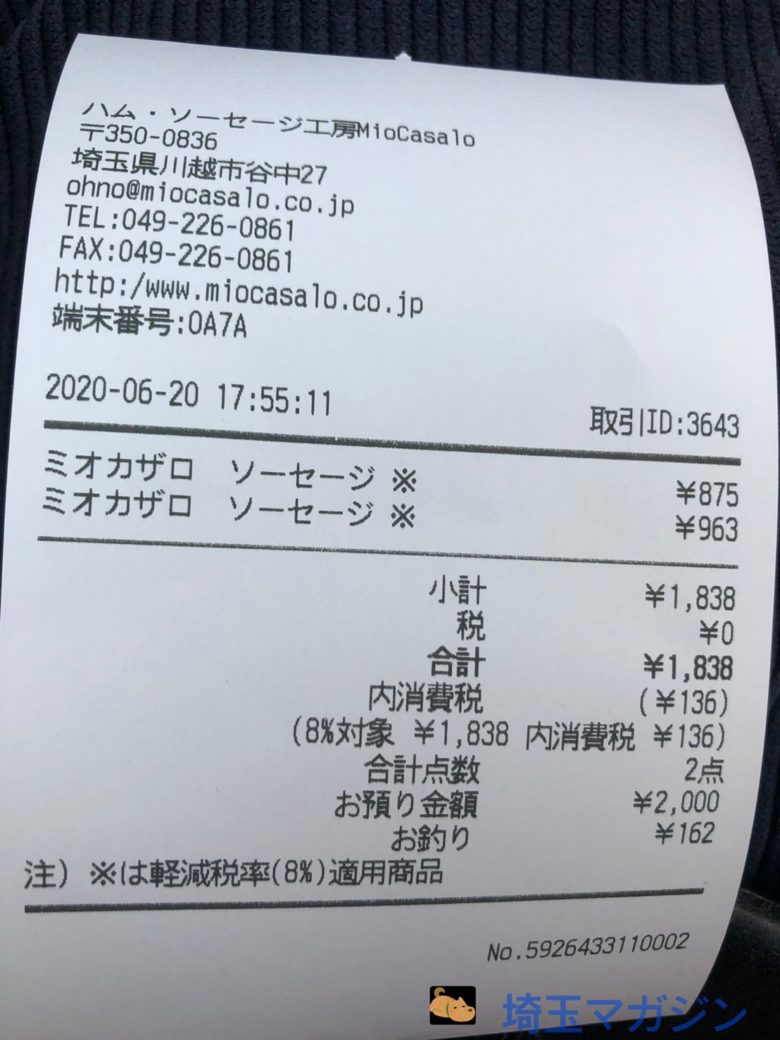 ハム・ソーセージ工房MioCasalo
〒350-0836
埼玉県川越市谷中27
ohno@miocasalo.co.jp
TEL:049-226-0861
FAX:049-226-0861
http:/www.miocasalo.co.jp
端末番号:0A7A
2020-06-20 17:55:11 取引ID:3643
ミオカザロ ソーセージ ※ ¥875
ミオカザロ ソーセージ ※ ¥963
小計 ¥1,838
税 ¥0
合計 ¥1,838
内消費税 (¥136)
(8%対象 ¥1,838 内消費税 ¥136)
合計点数 2点
お預り金額 ¥2,000
お釣り ¥162
注) ※は軽減税率(8%)適用商品
No.5926433110002
埼玉マガジン